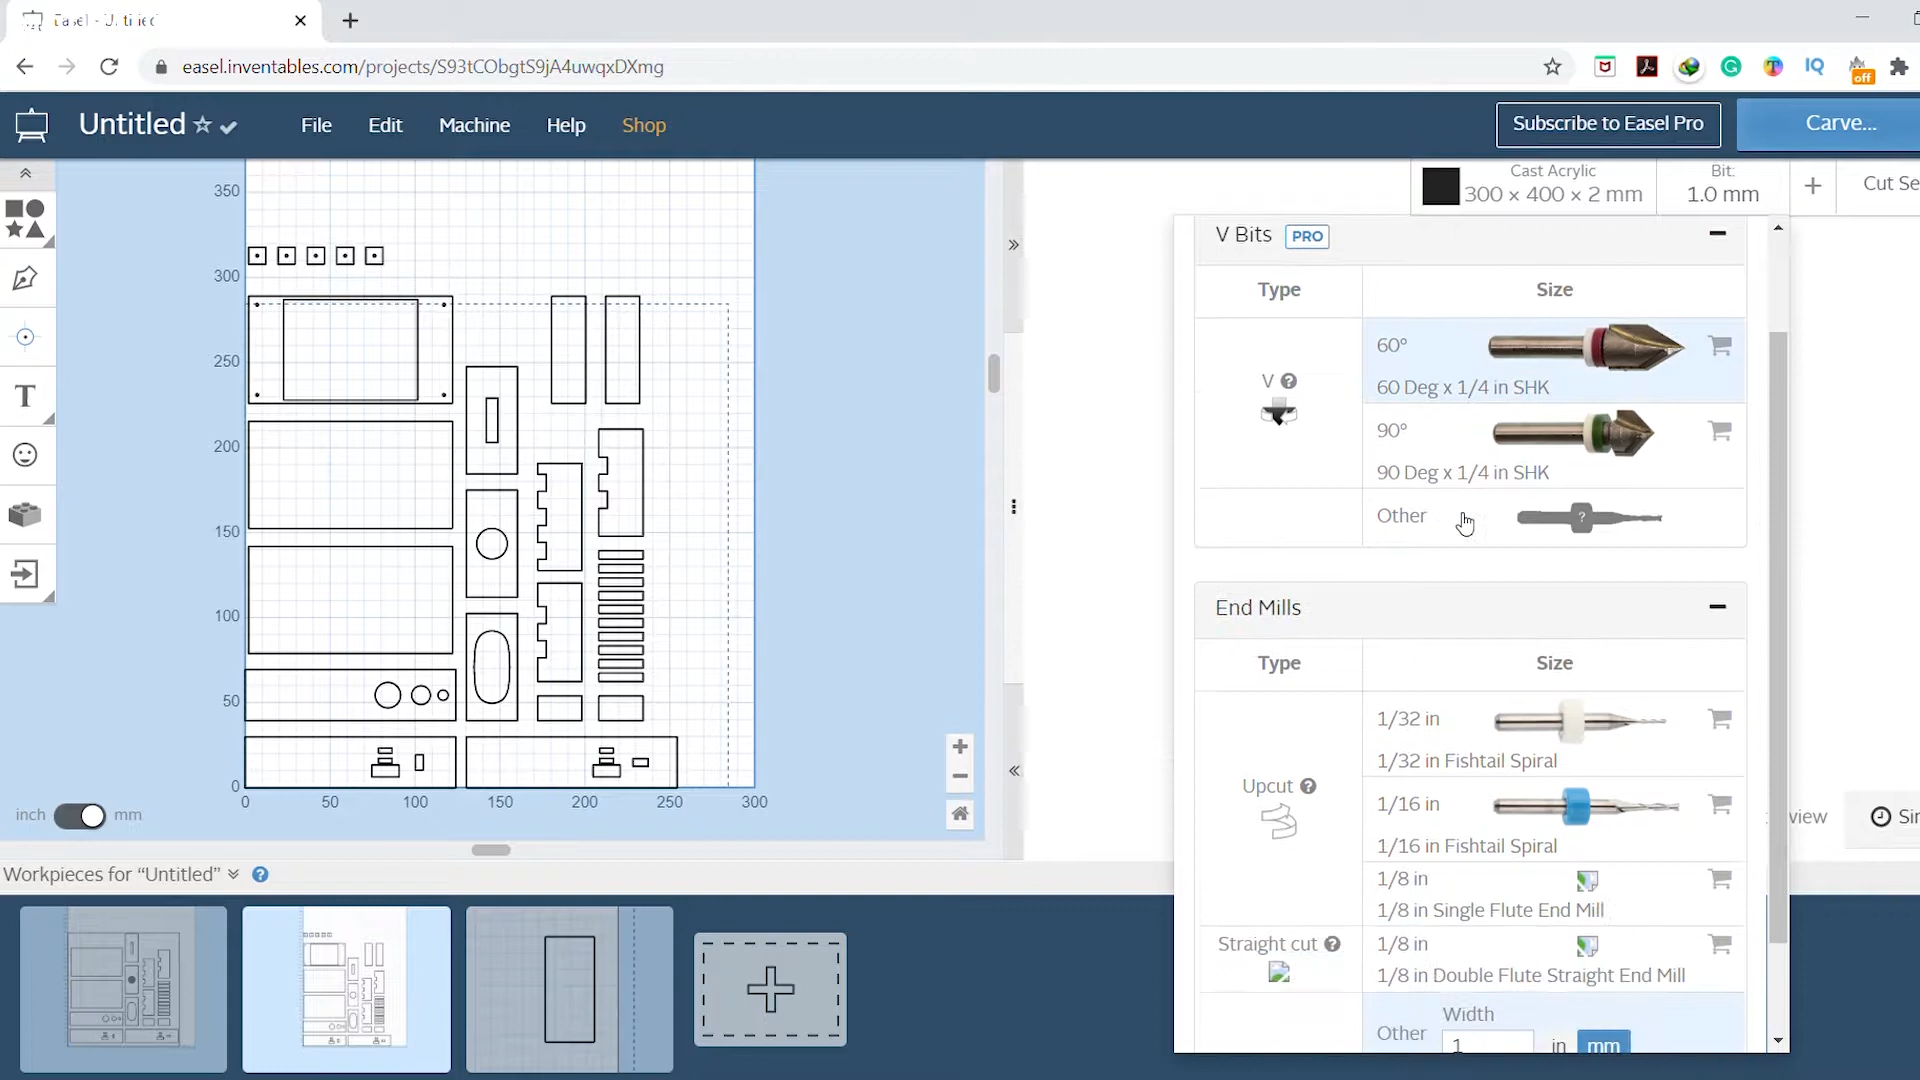 Easel - Untitled
easel.inventables.com/projects/S93tCObgtS9jA4uwqxDXmg
IQ
off
Untitled
File
Edit
Machine
Help
Shop
Subscribe to Easel Pro
Carve...
Cast Acrylic
300 × 400 × 2 mm
Bit:
1.0 mm
Cut Se
T
350
300
250
200
150
100
50
0
0
50
100
150
200
250
300
inch
mm
V Bits PRO
Type
Size
V
60°
60 Deg x 1/4 in SHK
90°
90 Deg x 1/4 in SHK
Other
End Mills
Type
Size
Upcut
1/32 in
1/32 in Fishtail Spiral
1/16 in
1/16 in Fishtail Spiral
1/8 in
1/8 in Single Flute End Mill
Straight cut
1/8 in
1/8 in Double Flute Straight End Mill
Width
Other
1
in
mm
view
Sir
Workpieces for “Untitled”